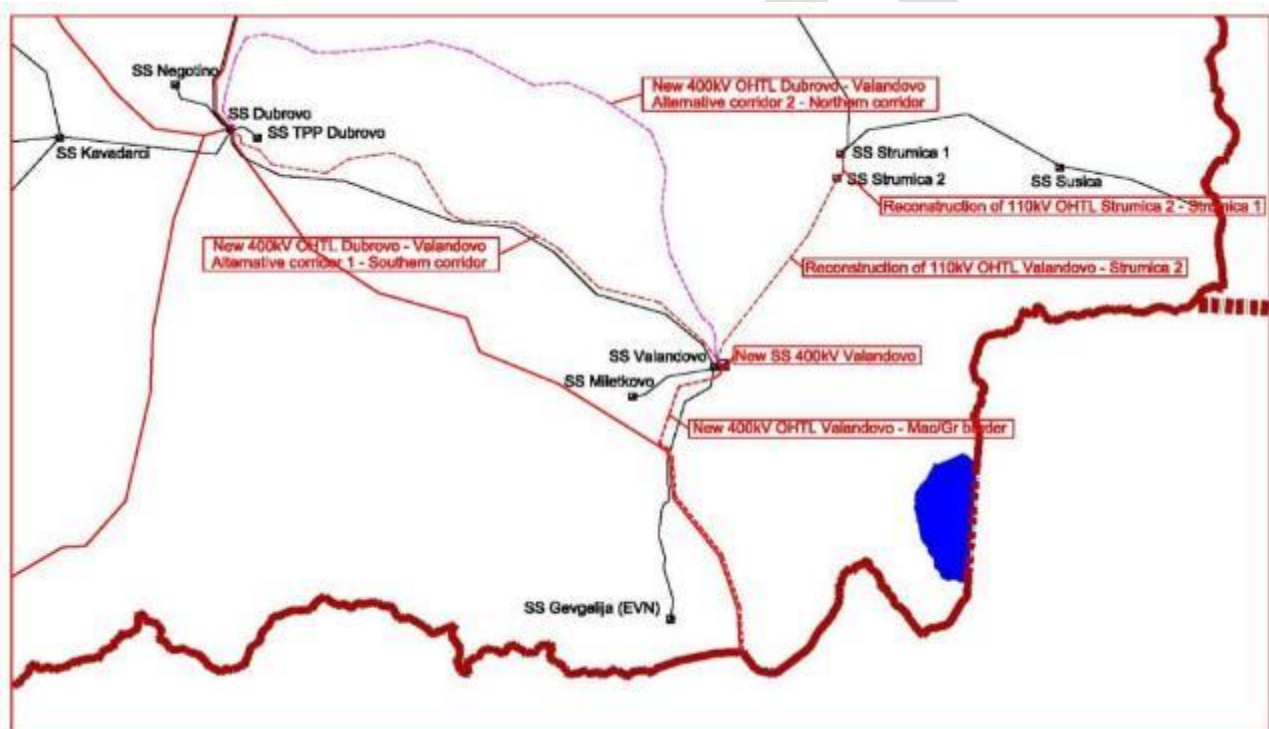 SS Negotino
New 400kV OHTL Dubrovo - Valandovo
Alternative corridor 2 - Northern corridor
SS Dubrovo
SS TPP Dubrovo
SS Kavadarci
SS Strumica 1
SS Strumica 2
SS Susica
Reconstruction of 110kV OHTL Strumica 2 - Strumica 1
New 400kV OHTL Dubrovo - Valandovo
Alternative corridor 1 - Southern corridor
Reconstruction of 110kV OHTL Valandovo - Strumica 2
SS Valandovo
New SS 400kV Valandovo
SS Miletkovo
New 400kV OHTL Valandovo - Mac/Gr border
SS Gevgelija (EVN)